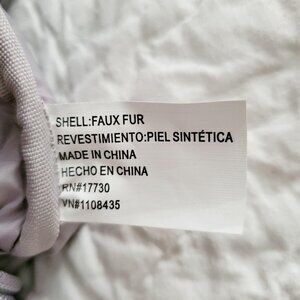 SHELL:FAUX FUR
REVESTIMIENTO:PIEL SINTÉTICA
MADE IN CHINA
HECHO EN CHINA
RN#17730
VN#1108435